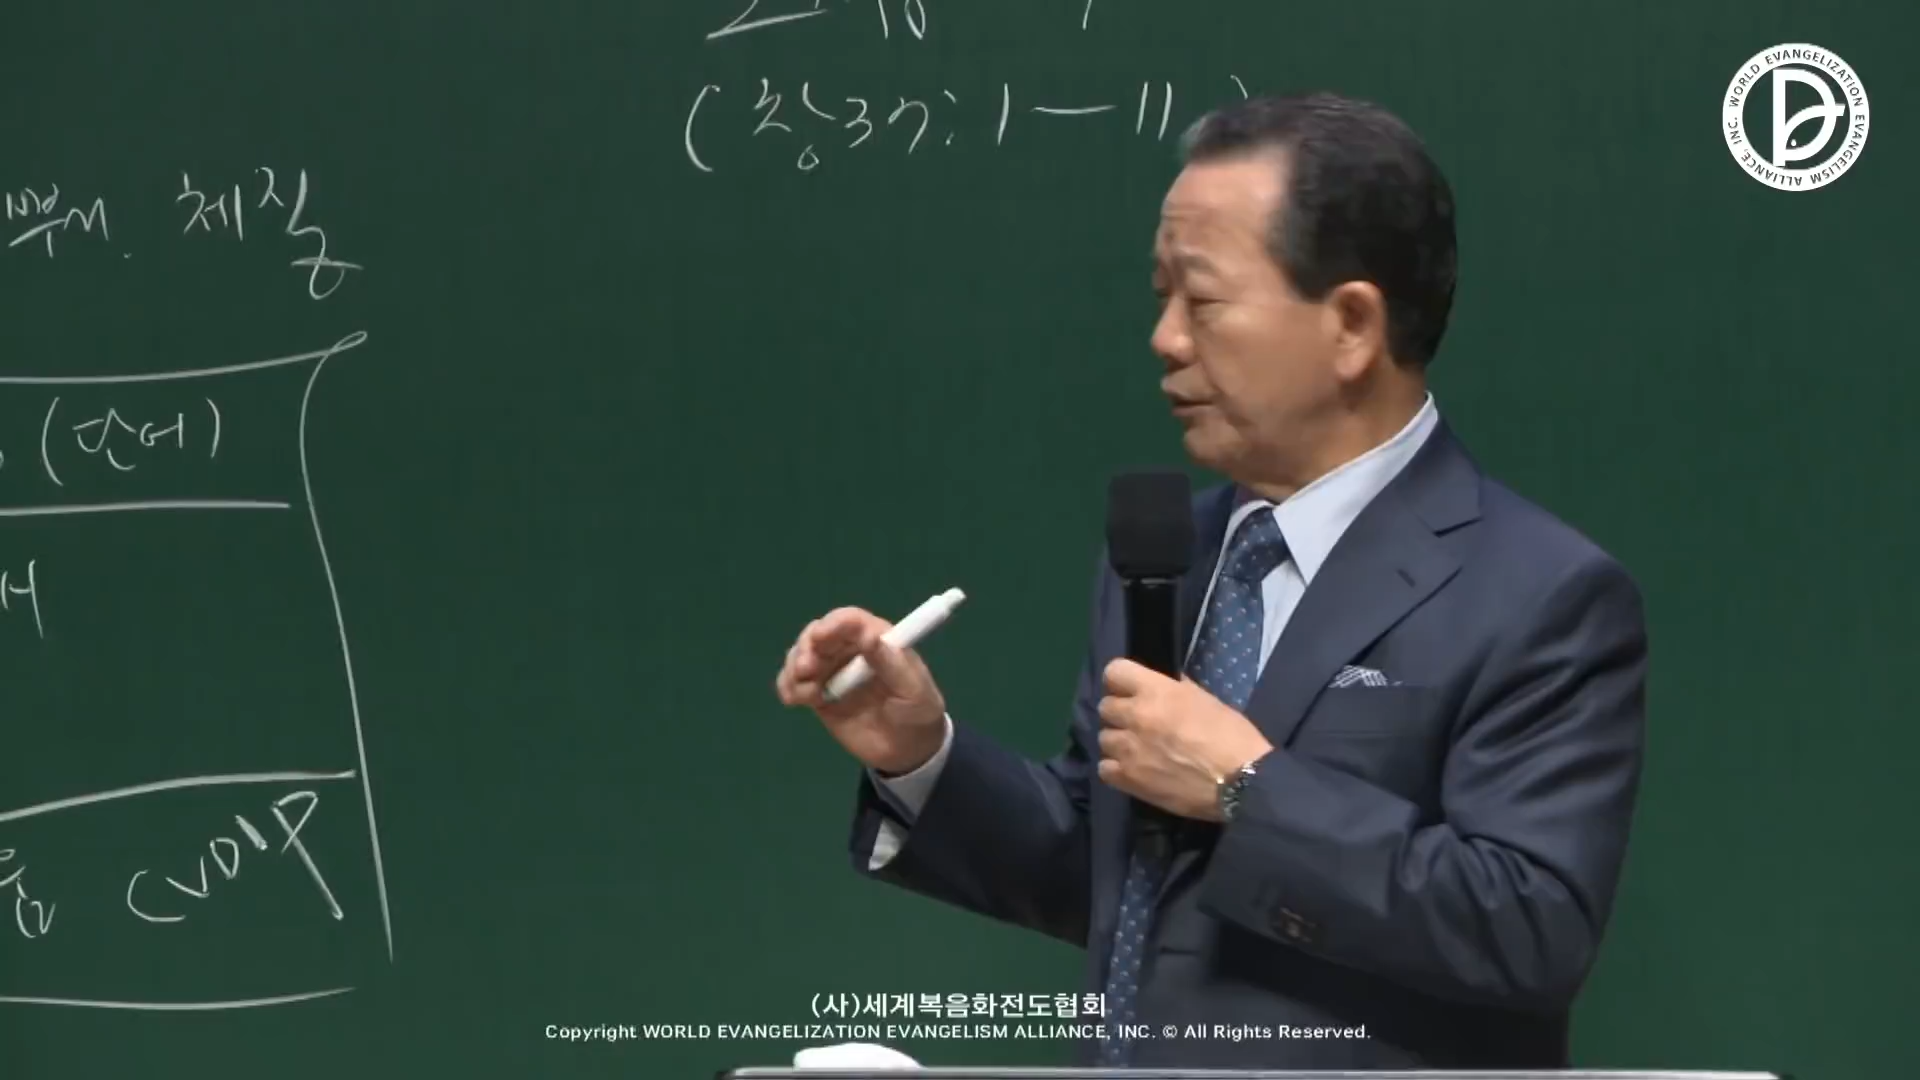 (창37:1-11)
체질
(단어)
CVDIP
WORLD EVANGELIZATION EVANGELISM ALLIANCE, INC.
(사)세계복음화전도협회
Copyright WORLD EVANGELIZATION EVANGELISM ALLIANCE, INC. © All Rights Reserved.